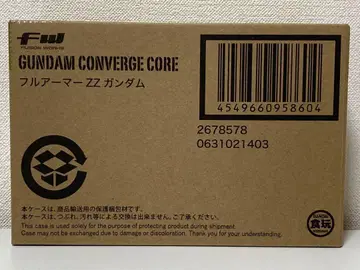 FW
FUSION WORKS
GUNDAM CONVERGE CORE
フルアーマー ZZ ガンダム
4549660958604
2678578
0631021403
本ケースは、商品輸送用の保護梱包材です。
本ケースは、つぶれ、汚れ等による交換は出来ません。ご了承ください。
This case is used solely for the purpose of protecting product during shipment.
Case may not be exchanged due to damage or discoloration. Thank you for your understanding.
BANDAI
食玩